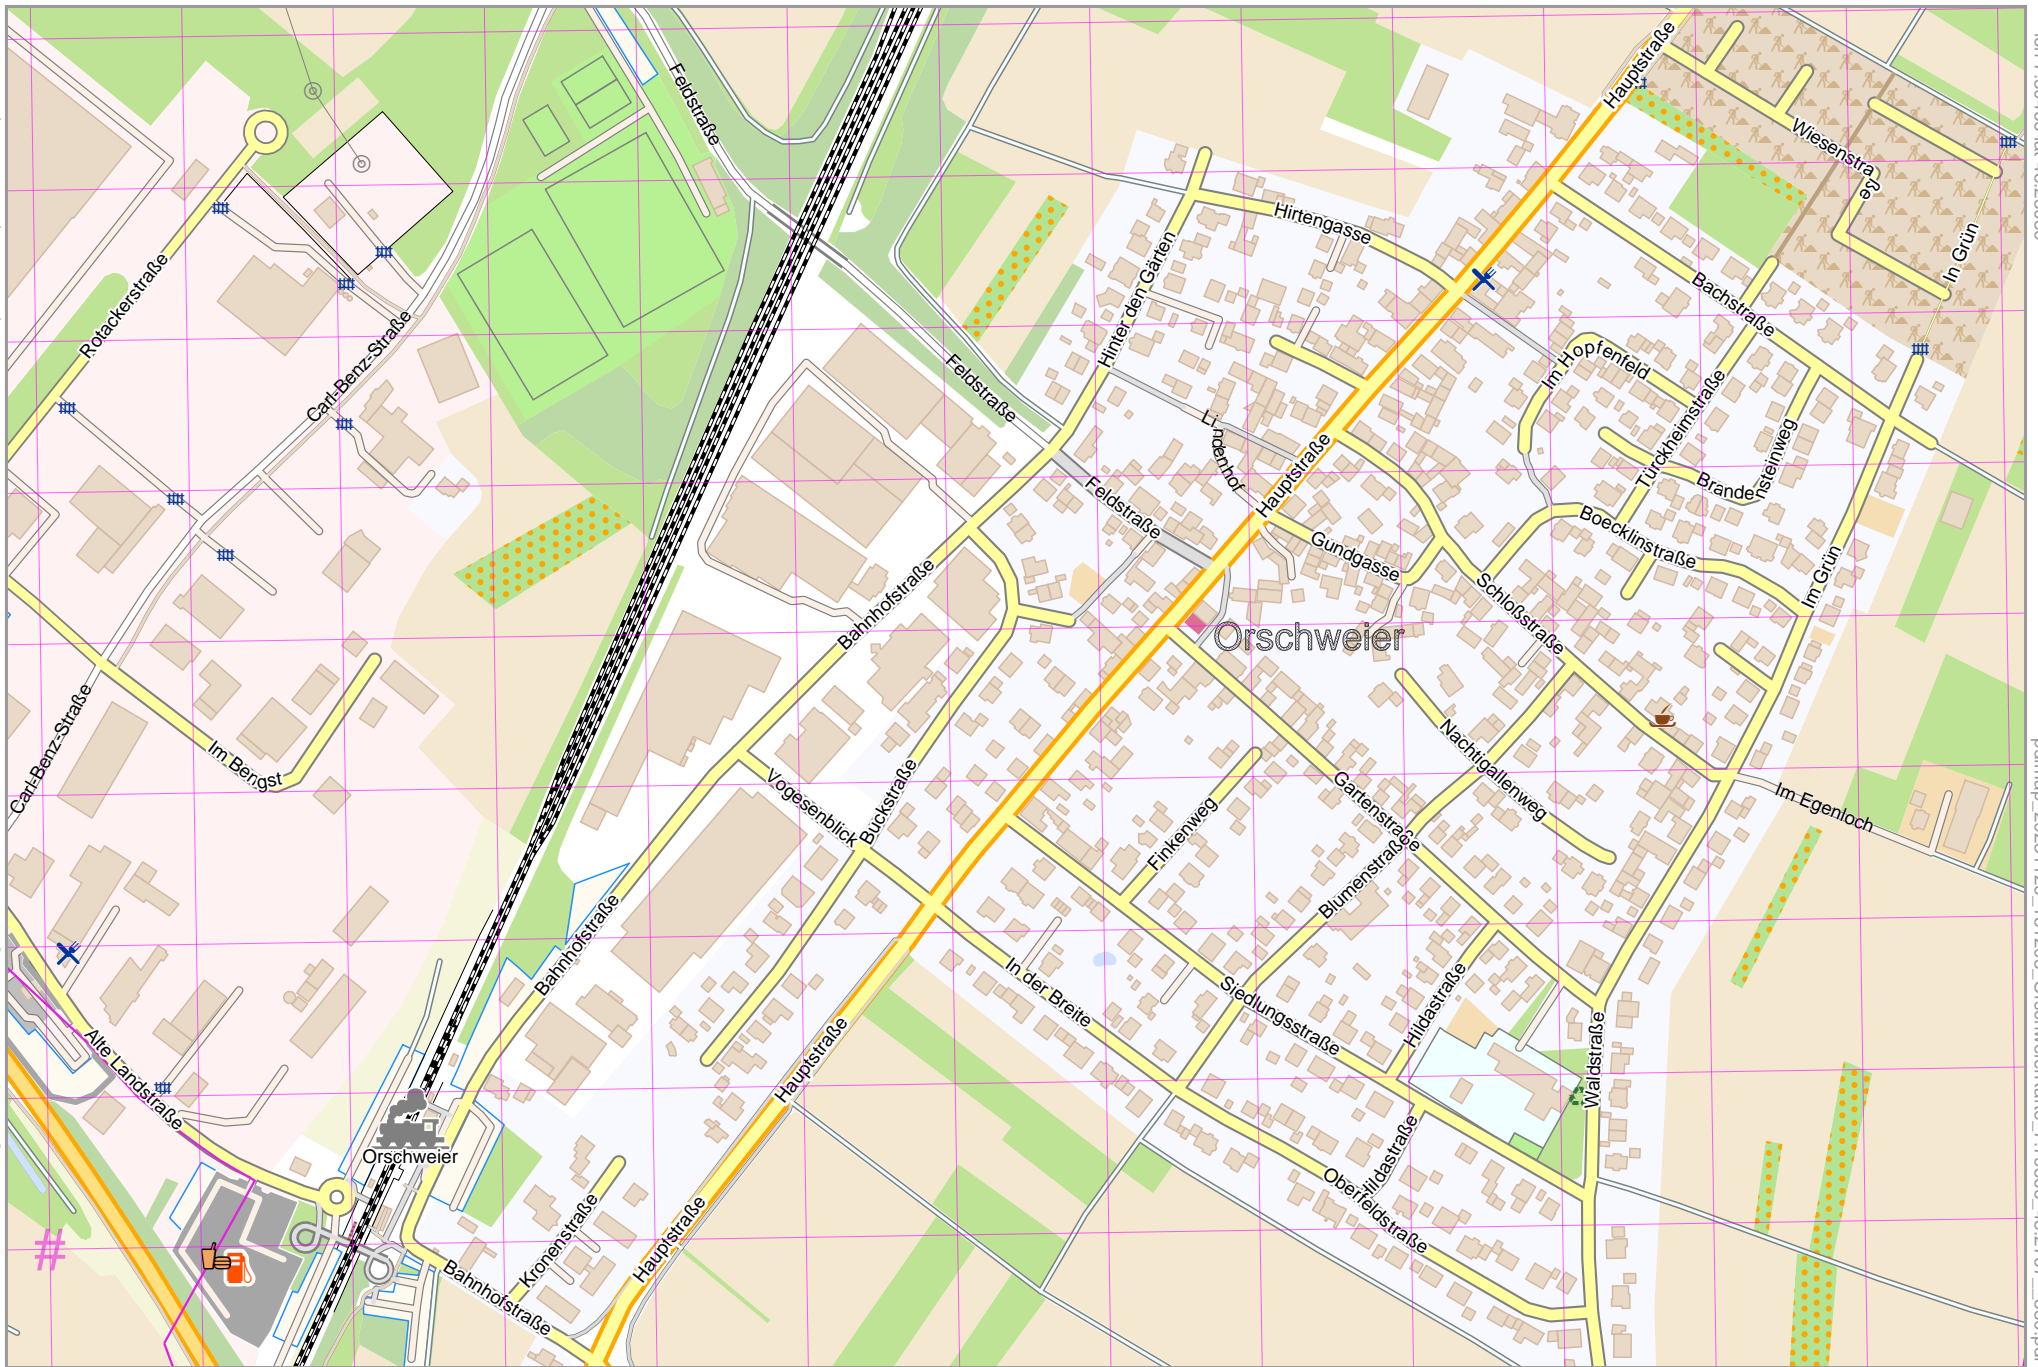 Hauptstraße
Feldstraße
Wiesenstraße
Hirtengasse
In Grün
Hinter den Gärten
Rotackerstraße
Bachstraße
Carl-Benz-Straße
Im Hopfenfeld
Feldstraße
Türckheimstraße
Lindenhof
Hauptstraße
Brandensteinweg
Feldstraße
Boecklinstraße
Gundgasse
Im Grün
Bahnhofstraße
Schloßstraße
Orschweier
Carl-Benz-Straße
Im Bengst
Nachtigallenweg
Vogesenblick
Buckstraße
Gartenstraße
Finkenweg
Im Egenloch
Blumenstraße
Bahnhofstraße
In der Breite
Siedlungsstraße
Hildastraße
Hauptstraße
Waldstraße
Alte Landstraße
Orschweier
Hildastraße
Oberfeldstraße
Kronenstraße
Hauptstraße
Bahnhofstraße
#